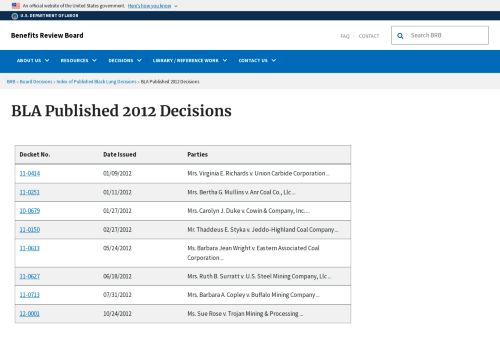 An official website of the United States government. Here's how you know
U.S. DEPARTMENT OF LABOR
Benefits Review Board
FAQ
CONTACT
Search BRB
ABOUT US
RESOURCES
DECISIONS
LIBRARY / REFERENCE WORK
CONTACT US
BRB » Board Decisions » Index of Published Black Lung Decisions » BLA Published 2012 Decisions
BLA Published 2012 Decisions
Docket No. Date Issued Parties
11-0414 01/09/2012 Mrs. Virginia E. Richards v. Union Carbide Corporation...
11-0251 01/11/2012 Mrs. Bertha G. Mullins v. Anr Coal Co., Llc...
10-0679 01/27/2012 Mrs. Carolyn J. Duke v. Cowin & Company, Inc....
11-0150 02/27/2012 Mr. Thaddeus E. Styka v. Jeddo-Highland Coal Company...
11-0613 05/24/2012 Ms. Barbara Jean Wright v. Eastern Associated Coal
Corporation...
11-0627 06/18/2012 Mrs. Ruth B. Surratt v. U.S. Steel Mining Company, Llc...
11-0713 07/31/2012 Mrs. Barbara A. Copley v. Buffalo Mining Company...
12-0001 10/24/2012 Ms. Sue Rose v. Trojan Mining & Processing...